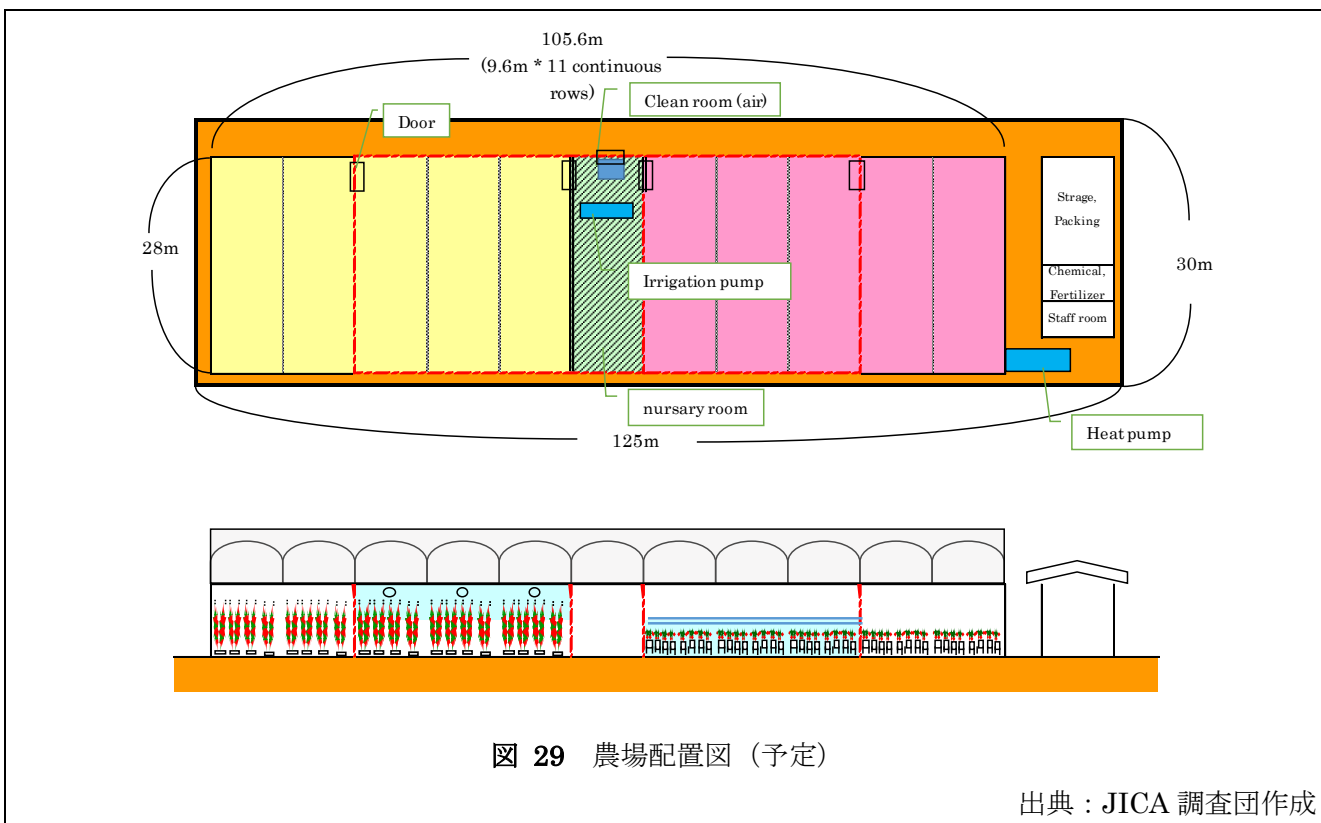 105.6m
(9.6m * 11 continuous
rows)
Clean room (air)
Door
28m
Strage,
Packing
Chemical,
Fertilizer
Staff room
30m
Irrigation pump
nursary room
125m
Heat pump
図 29 農場配置図（予定）
出典：JICA 調査団作成